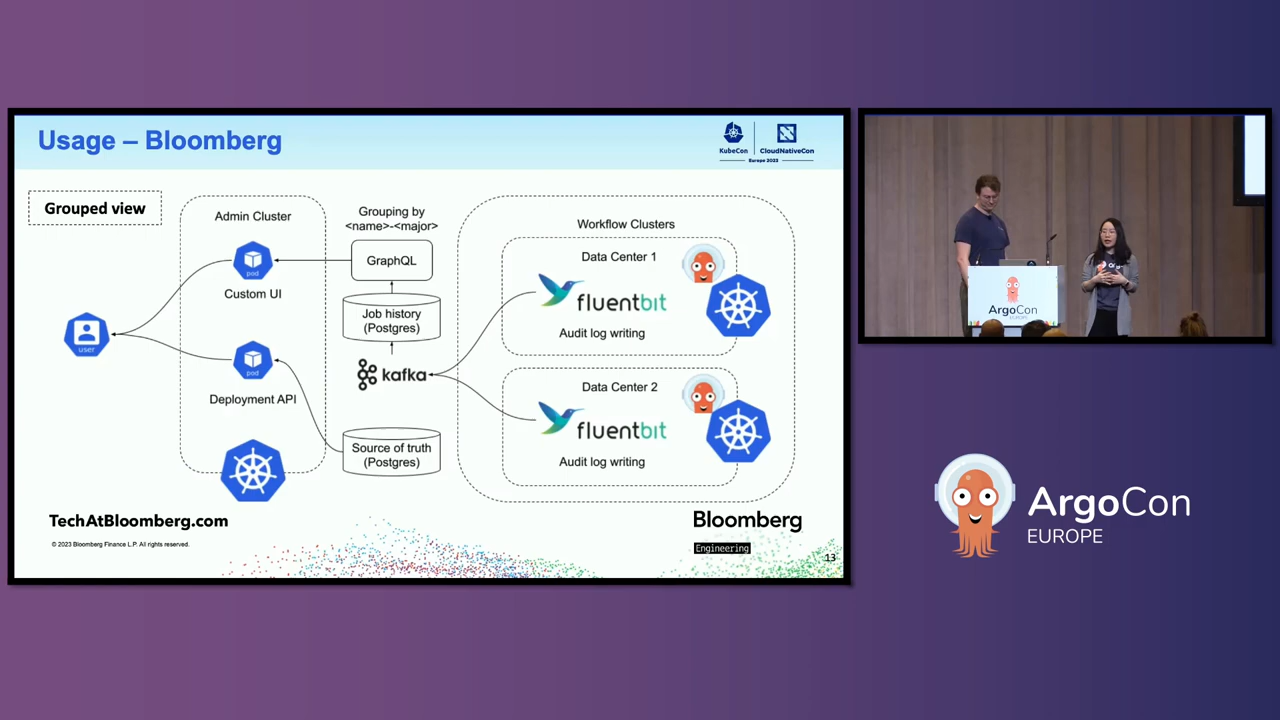 Usage – Bloomberg
KubeCon
CloudNativeCon
Europe 2023
Grouped view
Admin Cluster
pod
Custom UI
user
pod
Deployment API
Grouping by
<name>-<major>
GraphQL
Job history
(Postgres)
kafka
Source of truth
(Postgres)
Workflow Clusters
Data Center 1
fluentbit
Audit log writing
Data Center 2
fluentbit
Audit log writing
TechAtBloomberg.com
© 2023 Bloomberg Finance L.P. All rights reserved.
Bloomberg
Engineering
13
ArgoCon
EUROPE
ArgoCon
EUROPE